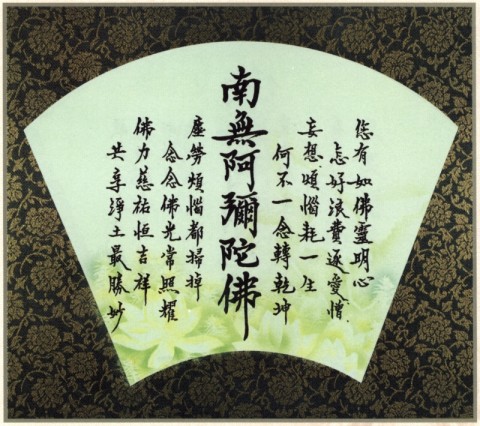 您有如佛靈明心
怎好浪費逐愛憎
妄想煩惱耗一生
何不一念轉乾坤
南無阿彌陀佛
塵勞煩惱都掃掉
念念佛光常照耀
佛力慈祐恒吉祥
共享淨土最勝妙